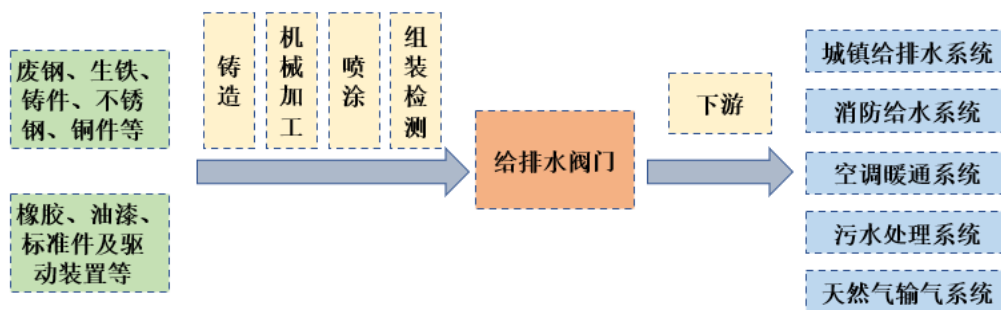 废钢、生铁、
铸件、不锈
钢、铜件等
橡胶、油漆、
标准件及驱
动装置等
铸造
机械加工
喷涂
组装检测
给排水阀门
下游
城镇给排水系统
消防给水系统
空调暖通系统
污水处理系统
天然气输气系统